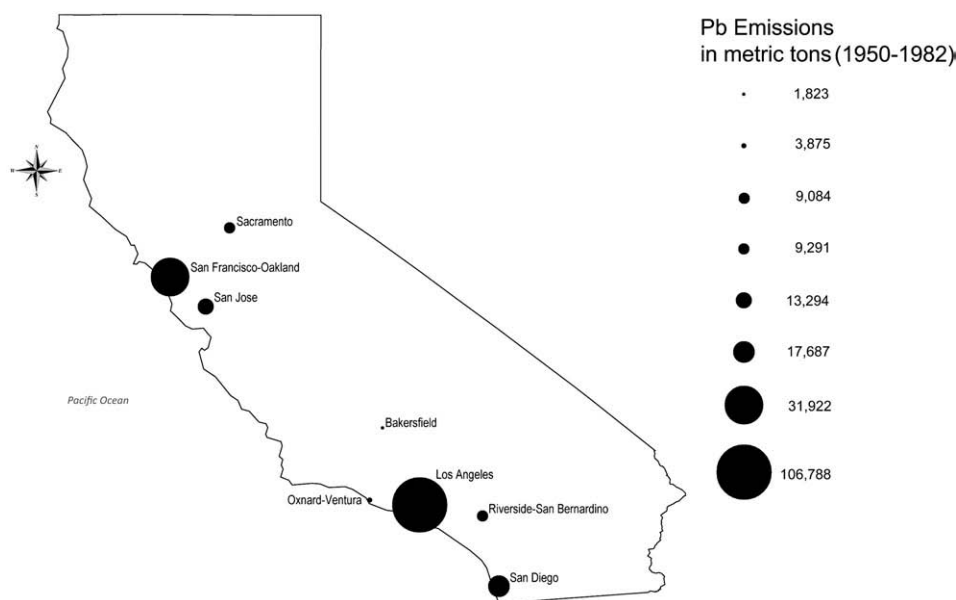 Pb Emissions
in metric tons (1950-1982)
1,823
3,875
9,084
9,291
13,294
17,687
31,922
106,788
N
W E
S
Sacramento
San Francisco-Oakland
San Jose
Pacific Ocean
Bakersfield
Los Angeles
Oxnard-Ventura
Riverside-San Bernardino
San Diego